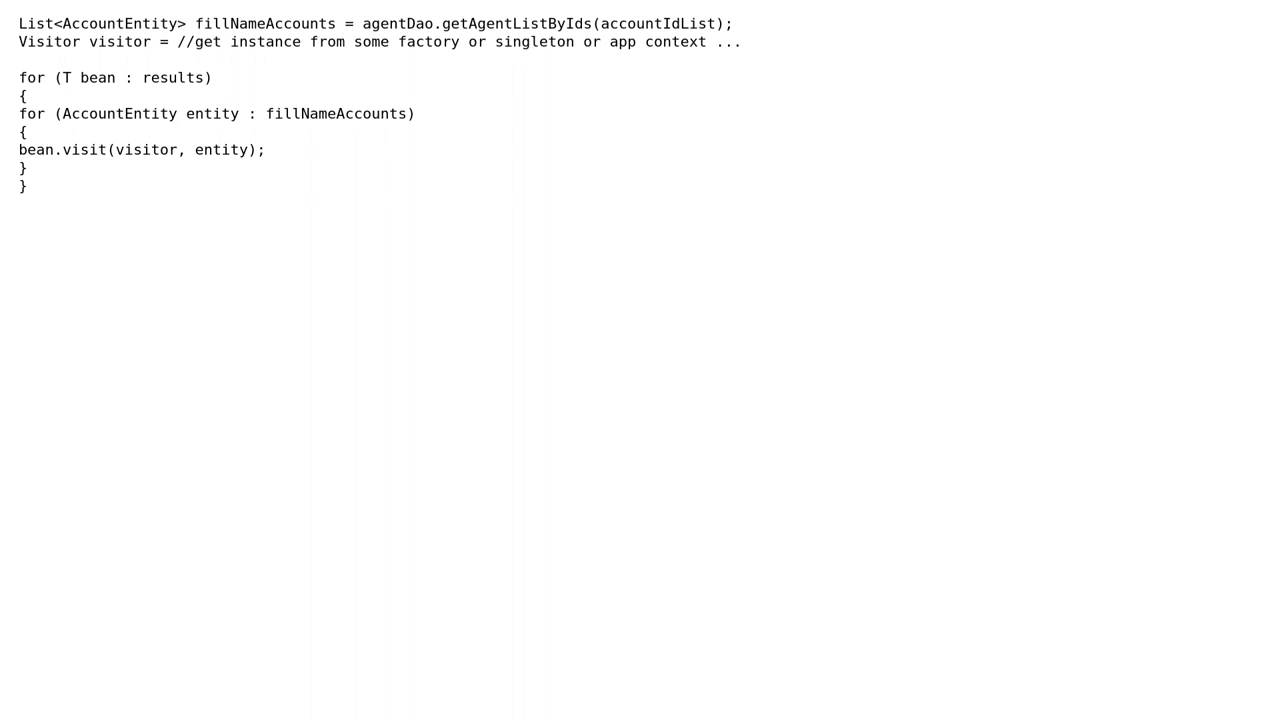 List<AccountEntity> fillNameAccounts = agentDao.getAgentListByIds(accountIdList);
Visitor visitor = //get instance from some factory or singleton or app context ...
for (T bean : results)
{
for (AccountEntity entity : fillNameAccounts)
{
bean.visit(visitor, entity);
}
}